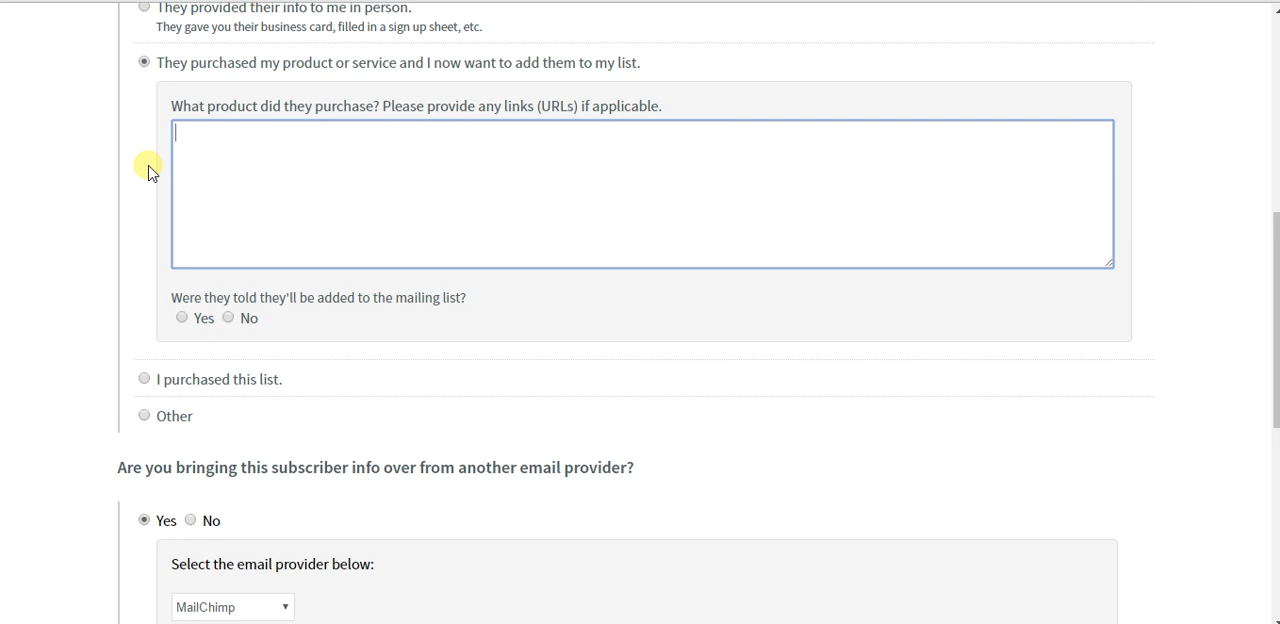 They provided their info to me in person.
They gave you their business card, filled in a sign up sheet, etc.
They purchased my product or service and I now want to add them to my list.
What product did they purchase? Please provide any links (URLs) if applicable.
Were they told they'll be added to the mailing list?
Yes No
I purchased this list.
Other
Are you bringing this subscriber info over from another email provider?
Yes No
Select the email provider below:
MailChimp